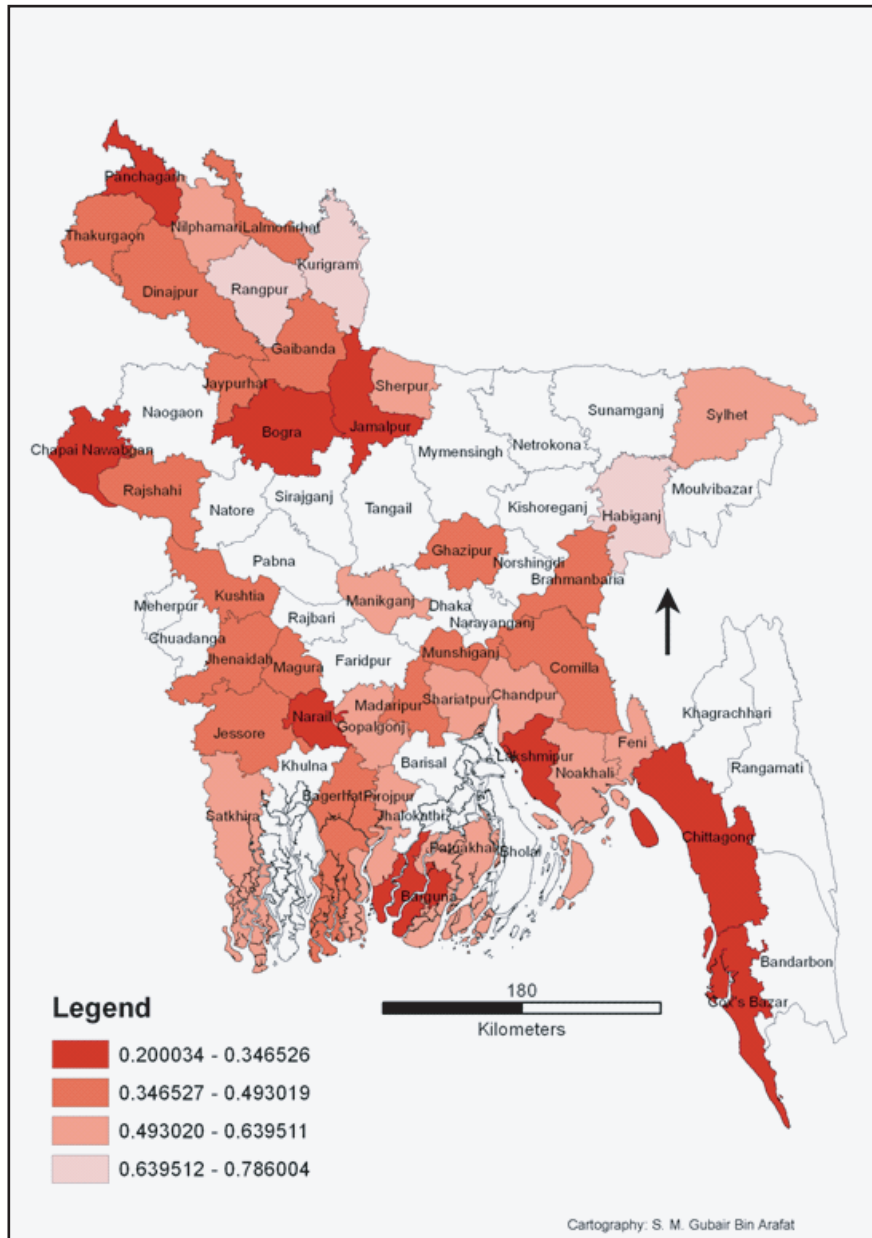 Panchagarh
Nilphamari
Lalmonirhat
Thakurgaon
Kurigram
Dinajpur
Rangpur
Gaibanda
Jaypurhat
Sherpur
Naogaon
Sunamganj
Sylhet
Bogra
Jamalpur
Netrokona
Chapai Nawabgan
Mymensingh
Rajshahi
Sirajganj
Natore
Tangail
Kishoreganj
Habiganj
Moulvibazar
Pabna
Ghazipur
Norshingdi
Brahmanbaria
Kushtia
Manikganj
Meherpur
Dhaka
Rajbari
Narayanganj
Chuadanga
Jhenaidah
Magura
Faridpur
Munshiganj
Comilla
Shariatpur
Chandpur
Madaripur
Narail
Gopalgonj
Jessore
Khagrachhari
Feni
Khulna
Barisal
Lakshmipur
Noakhali
Rangamati
Bagerhat
Pirojpur
Satkhira
Jhalokathi
Chittagong
Patuakhali
Bholai
Barguna
Bandarbon
Cox's Bazar
180
Kilometers
Legend
0.200034 - 0.346526
0.346527 - 0.493019
0.493020 - 0.639511
0.639512 - 0.786004
Cartography: S. M. Gubair Bin Arafat